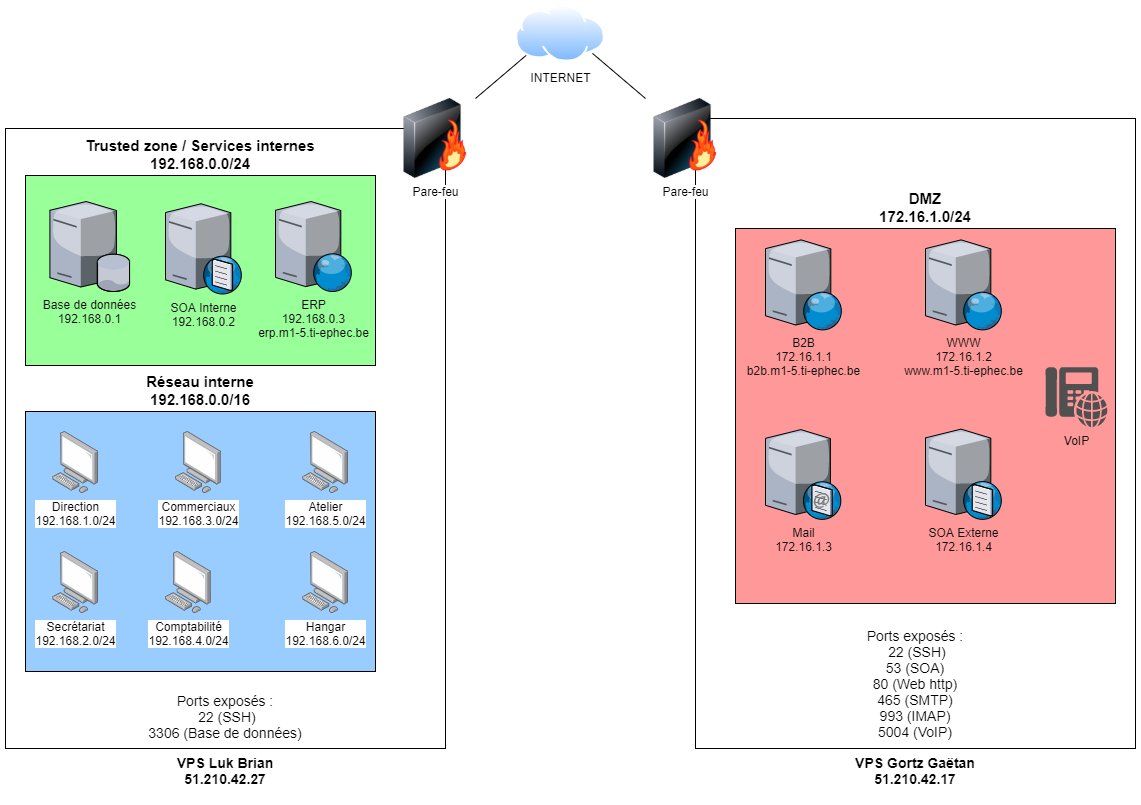 INTERNET
Pare-feu
Pare-feu
Trusted zone / Services internes
192.168.0.0/24
Base de données
192.168.0.1
SOA Interne
192.168.0.2
ERP
192.168.0.3
erp.m1-5.ti-ephec.be
Réseau interne
192.168.0.0/16
Direction
192.168.1.0/24
Commerciaux
192.168.3.0/24
Atelier
192.168.5.0/24
Secrétariat
192.168.2.0/24
Comptabilité
192.168.4.0/24
Hangar
192.168.6.0/24
Ports exposés :
22 (SSH)
3306 (Base de données)
VPS Luk Brian
51.210.42.27
DMZ
172.16.1.0/24
B2B
172.16.1.1
b2b.m1-5.ti-ephec.be
WWW
172.16.1.2
www.m1-5.ti-ephec.be
VoIP
Mail
172.16.1.3
SOA Externe
172.16.1.4
Ports exposés :
22 (SSH)
53 (SOA)
80 (Web http)
465 (SMTP)
993 (IMAP)
5004 (VoIP)
VPS Gortz Gaëtan
51.210.42.17